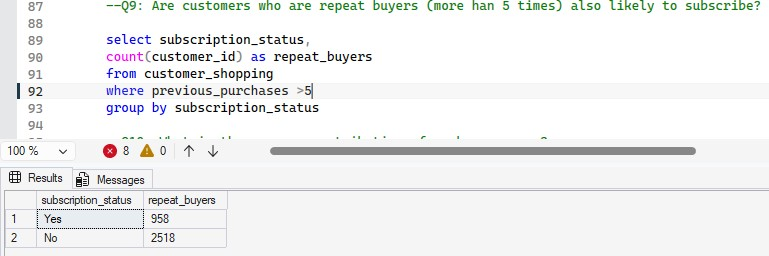 87 --Q9: Are customers who are repeat buyers (more han 5 times) also likely to subscribe?
88
89 select subscription_status,
90 count(customer_id) as repeat_buyers
91 from customer_shopping
92 where previous_purchases >5
93 group by subscription_status
94
100 % 8 0
Results Messages
subscription_status repeat_buyers
1 Yes 958
2 No 2518